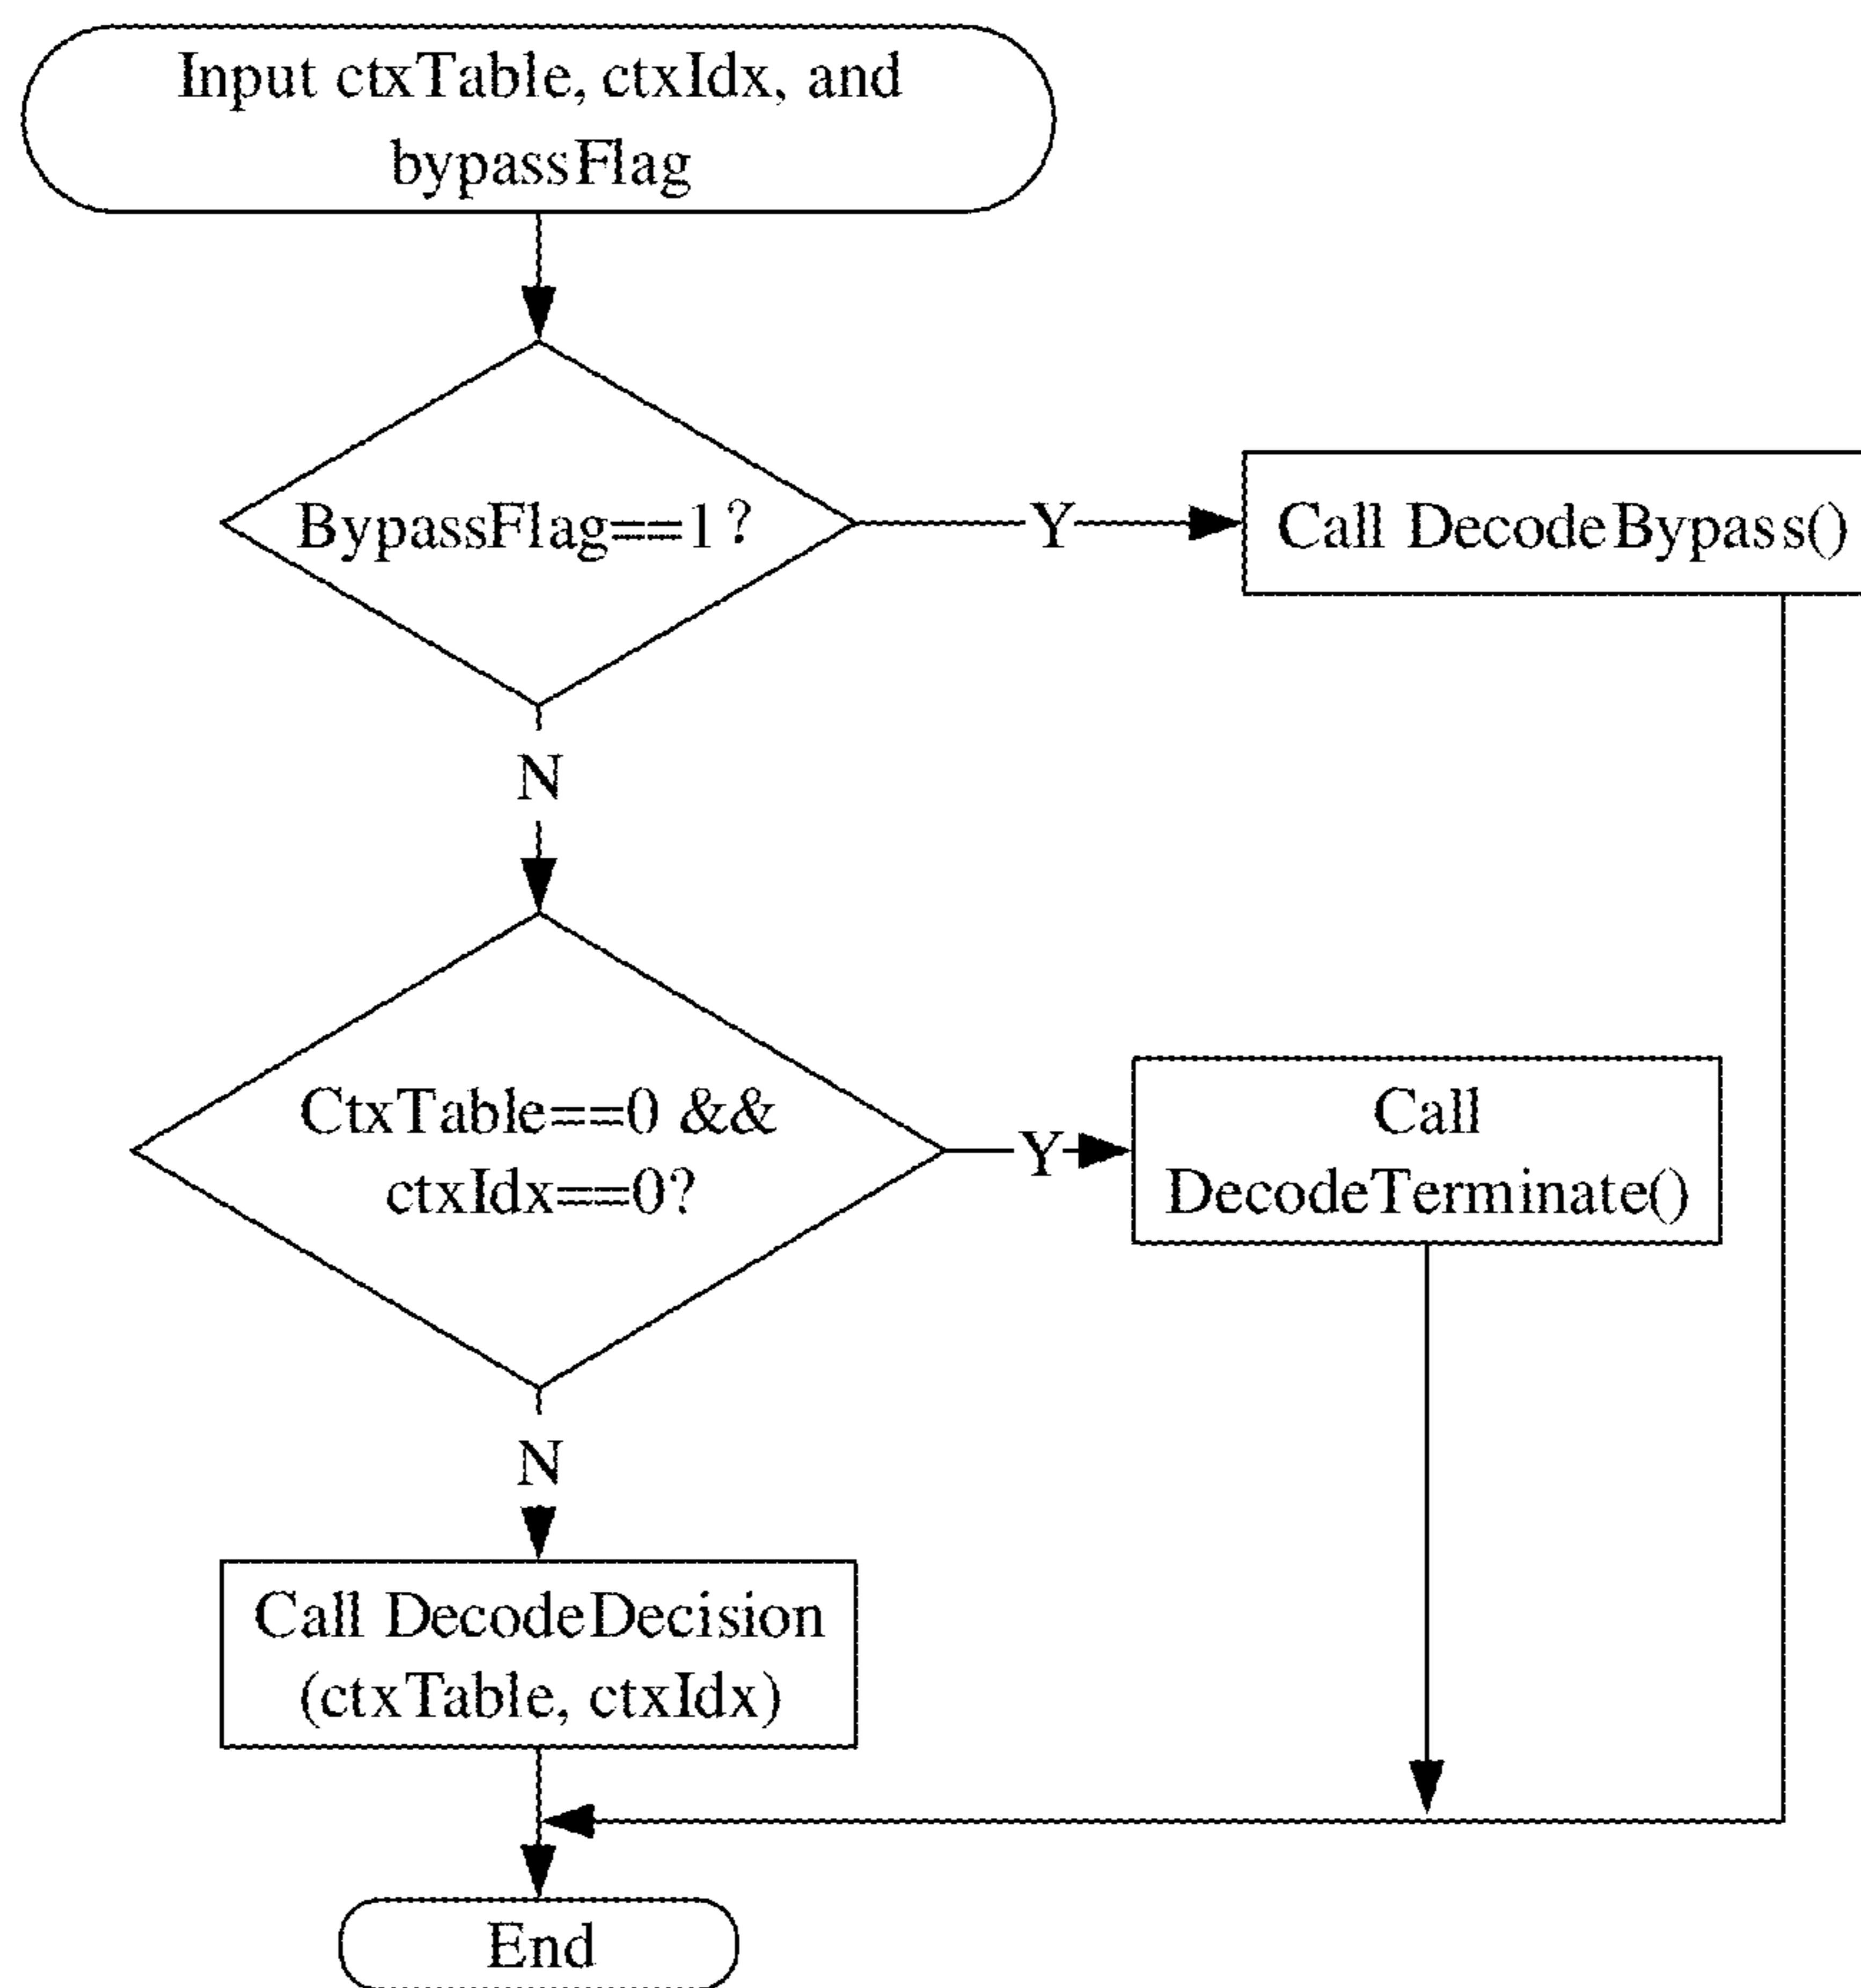 Input ctxTable, ctxIdx, and
bypassFlag
BypassFlag==1?
Y
Call DecodeBypass()
N
CtxTable==0 &&
ctxIdx==0?
Y
Call
DecodeTerminate()
N
Call DecodeDecision
(ctxTable, ctxIdx)
End